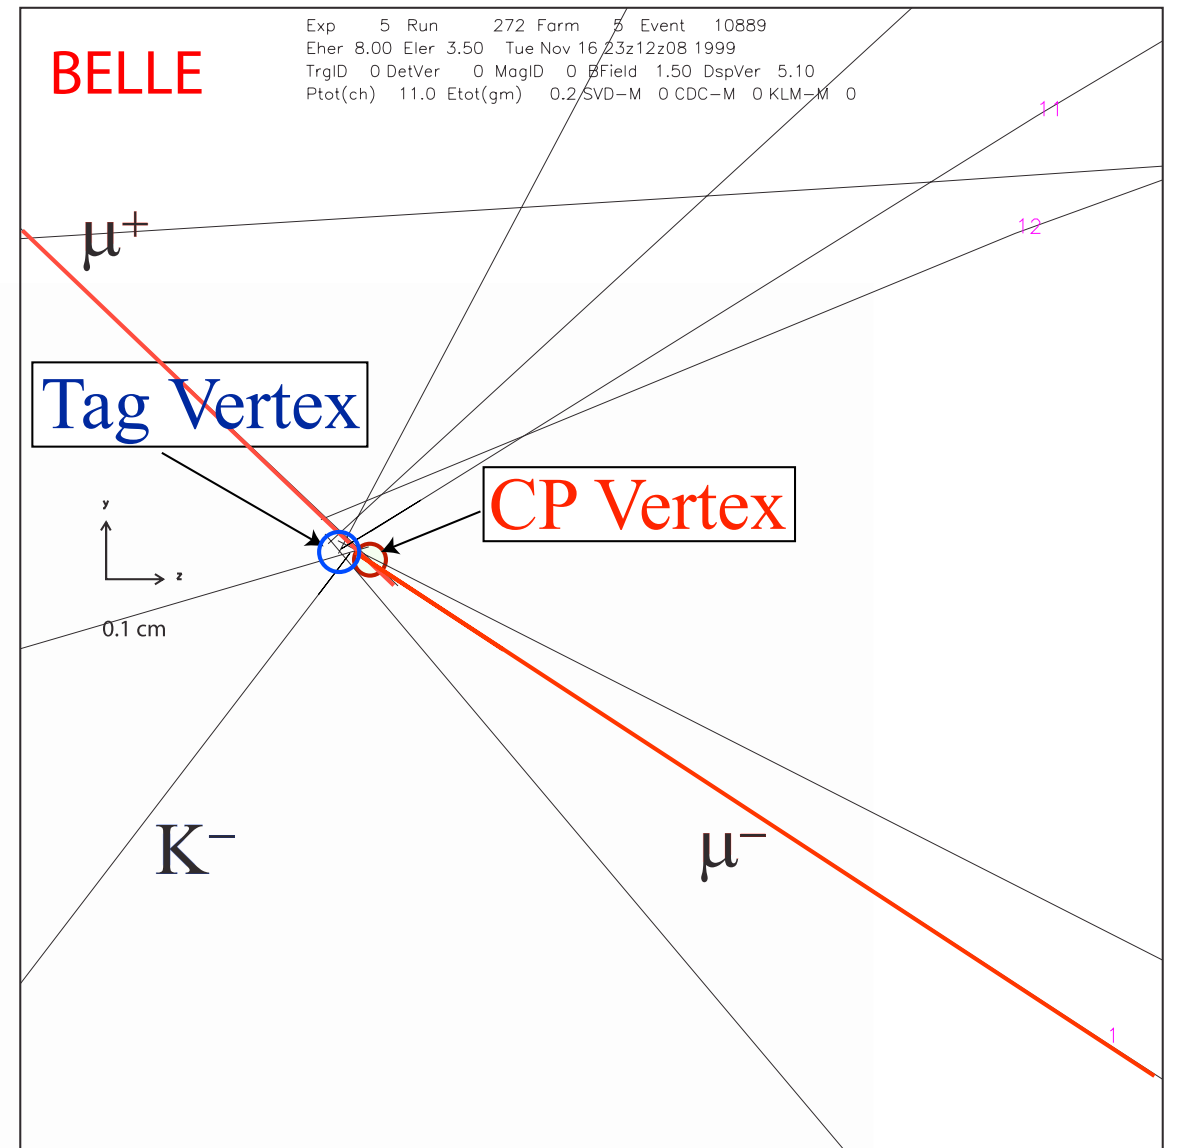 Exp 5 Run 272 Farm 5 Event 10889
Eher 8.00 Eler 3.50 Tue Nov 16 23z12z08 1999
TrgID 0 DetVer 0 MagID 0 BField 1.50 DspVer 5.10
Ptot(ch) 11.0 Etot(gm) 0.2 SVD-M 0 CDC-M 0 KLM-M 0
BELLE
11
μ+
12
Tag Vertex
CP Vertex
y
z
0.1 cm
K−
μ−
1